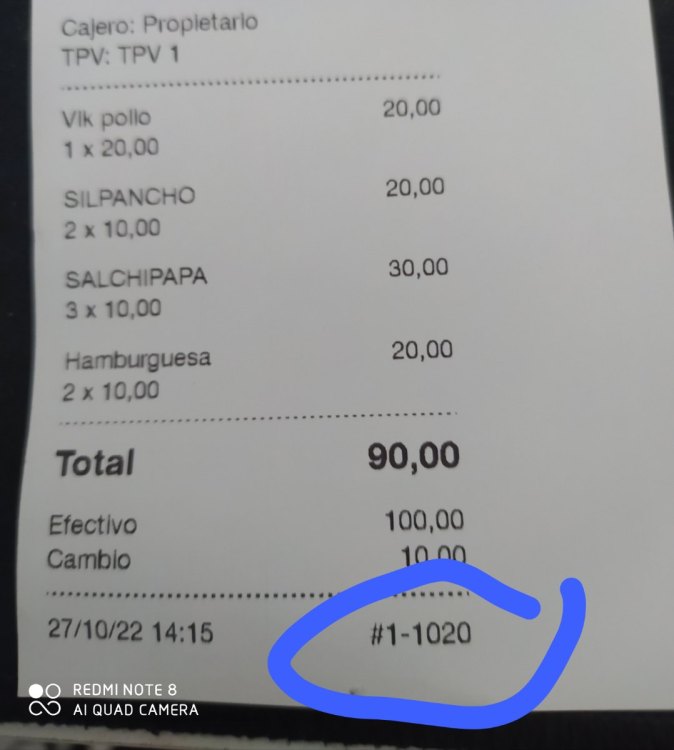 Cajero: Propietario
TPV: TPV 1
Vik pollo 20,00
1 x 20,00
SILPANCHO 20,00
2 x 10,00
SALCHIPAPA 30,00
3 x 10,00
Hamburguesa 20,00
2 x 10,00
Total 90,00
Efectivo 100,00
Cambio 10,00
27/10/22 14:15 #1-1020
REDMI NOTE 8
AI QUAD CAMERA